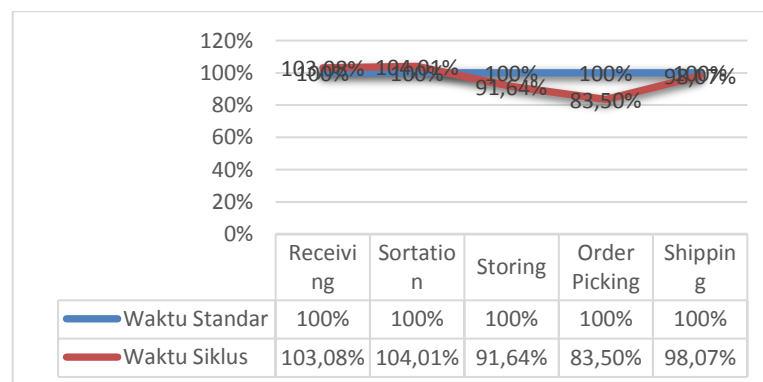 120%
100%
80%
60%
40%
20%
0%
103,08% 104,01%
100% 100% 100% 100% 100%
91,64% 83,50% 98,07%
Receivi
ng
Sortatio
n
Storing
Order
Picking
Shippin
g
Waktu Standar 100% 100% 100% 100% 100%
Waktu Siklus 103,08% 104,01% 91,64% 83,50% 98,07%